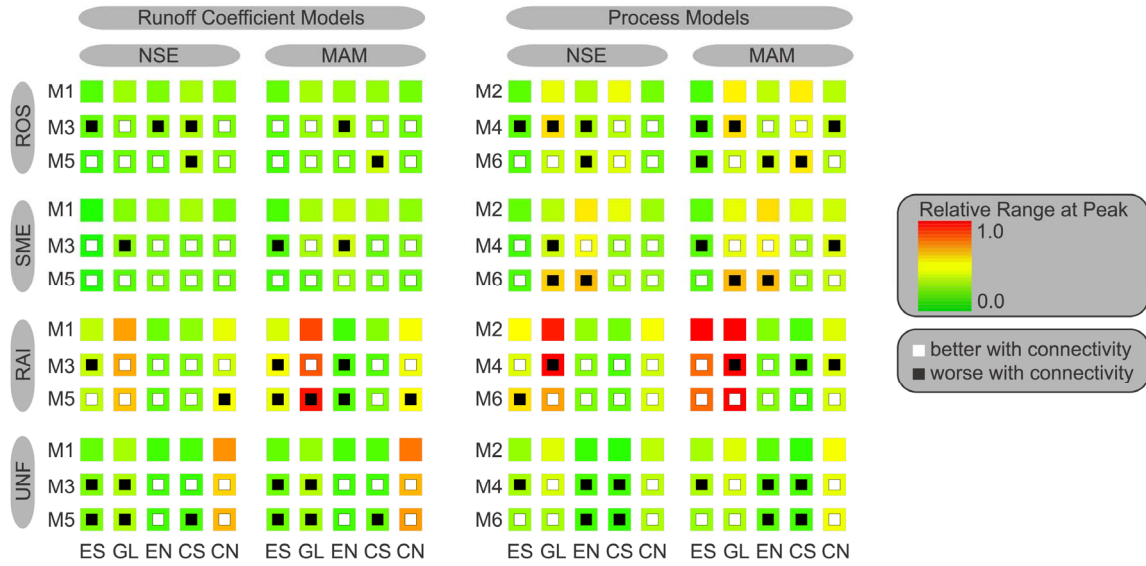 Runoff Coefficient Models
Process Models
NSE
MAM
NSE
MAM
ROS
M1
M2
M3
M4
M5
M6
SME
M1
M2
M3
M4
M5
M6
Relative Range at Peak
1.0
0.0
RAI
M1
M2
M3
M4
M5
M6
better with connectivity
worse with connectivity
UNF
M1
M2
M3
M4
M5
M6
ES GL EN CS CN
ES GL EN CS CN
ES GL EN CS CN
ES GL EN CS CN